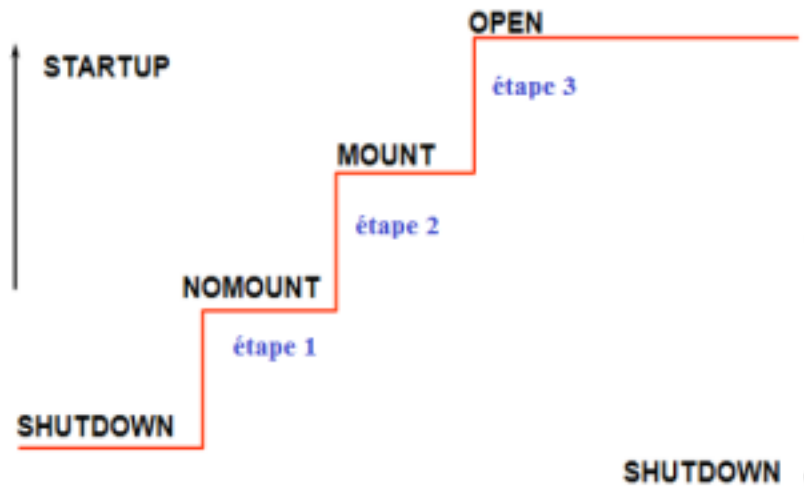 OPEN
STARTUP
étape 3
MOUNT
étape 2
NOMOUNT
étape 1
SHUTDOWN
SHUTDOWN